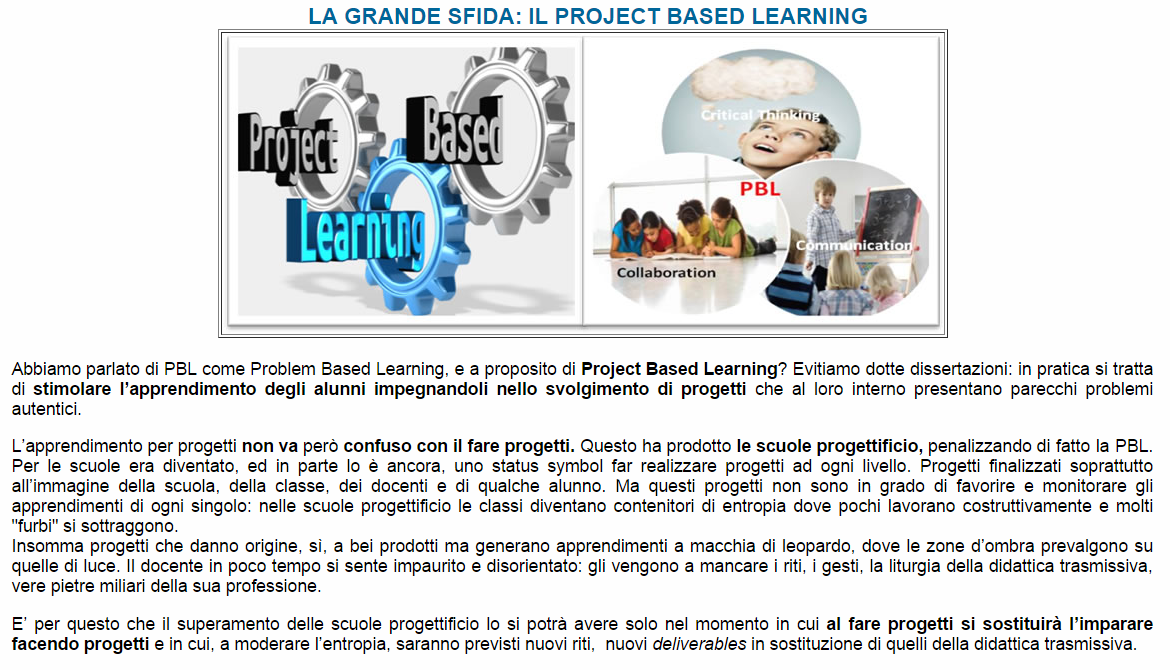 LA GRANDE SFIDA: IL PROJECT BASED LEARNING
Project
Based
Learning
Critical Thinking
PBL
Communication
Collaboration
Abbiamo parlato di PBL come Problem Based Learning, e a proposito di Project Based Learning? Evitiamo dotte dissertazioni: in pratica si tratta
di stimolare l’apprendimento degli alunni impegnandoli nello svolgimento di progetti che al loro interno presentano parecchi problemi
autentici.
L’apprendimento per progetti non va però confuso con il fare progetti. Questo ha prodotto le scuole progettificio, penalizzando di fatto la PBL.
Per le scuole era diventato, ed in parte lo è ancora, uno status symbol far realizzare progetti ad ogni livello. Progetti finalizzati soprattutto
all’immagine della scuola, della classe, dei docenti e di qualche alunno. Ma questi progetti non sono in grado di favorire e monitorare gli
apprendimenti di ogni singolo: nelle scuole progettificio le classi diventano contenitori di entropia dove pochi lavorano costruttivamente e molti
"furbi" si sottraggono.
Insomma progetti che danno origine, sì, a bei prodotti ma generano apprendimenti a macchia di leopardo, dove le zone d’ombra prevalgono su
quelle di luce. Il docente in poco tempo si sente impaurito e disorientato: gli vengono a mancare i riti, i gesti, la liturgia della didattica trasmissiva,
vere pietre miliari della sua professione.
E’ per questo che il superamento delle scuole progettificio lo si potrà avere solo nel momento in cui al fare progetti si sostituirà l’imparare
facendo progetti e in cui, a moderare l’entropia, saranno previsti nuovi riti, nuovi deliverables in sostituzione di quelli della didattica trasmissiva.